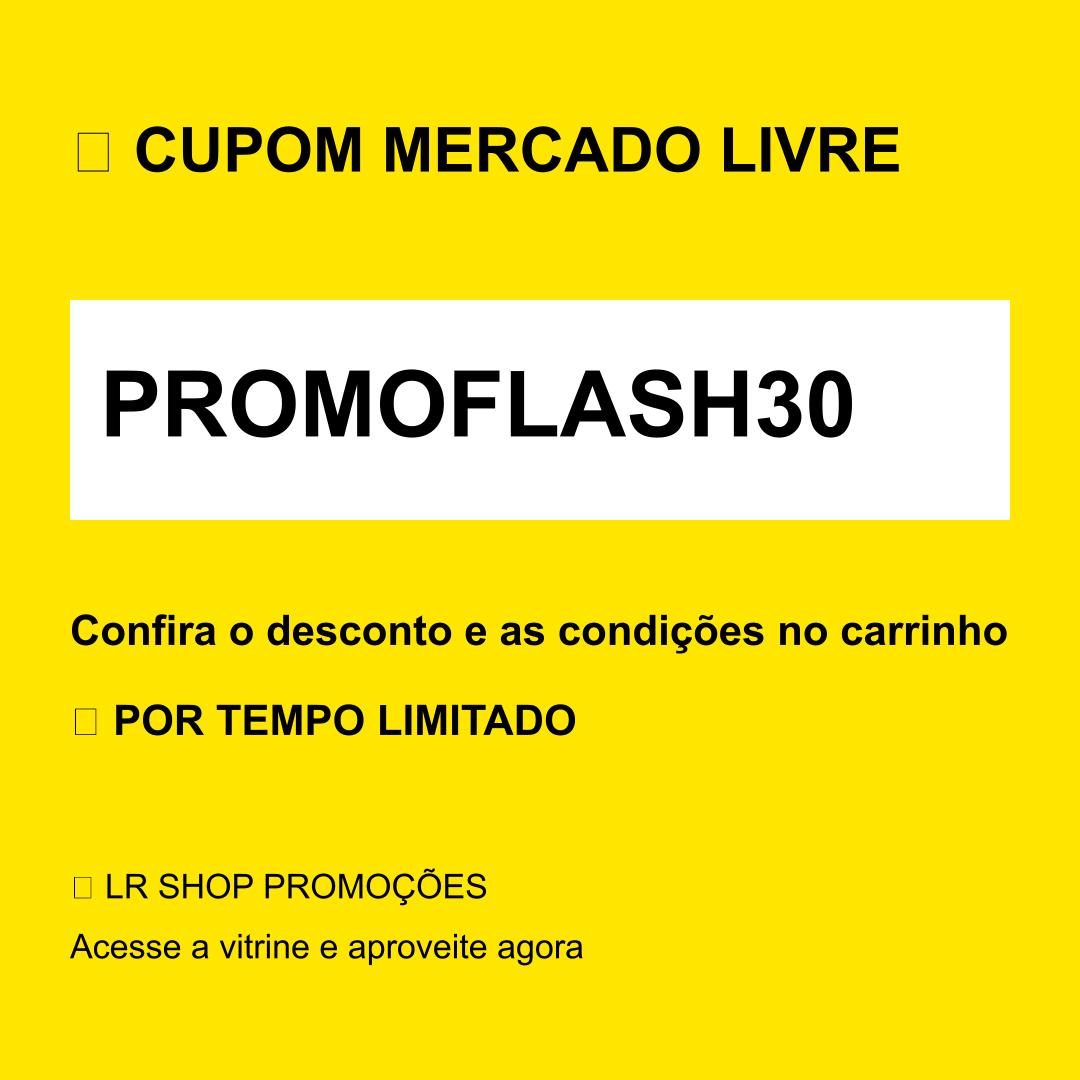 □ CUPOM MERCADO LIVRE
PROMOFLASH30
Confira o desconto e as condições no carrinho
□ POR TEMPO LIMITADO
□ LR SHOP PROMOÇÕES
Acesse a vitrine e aproveite agora